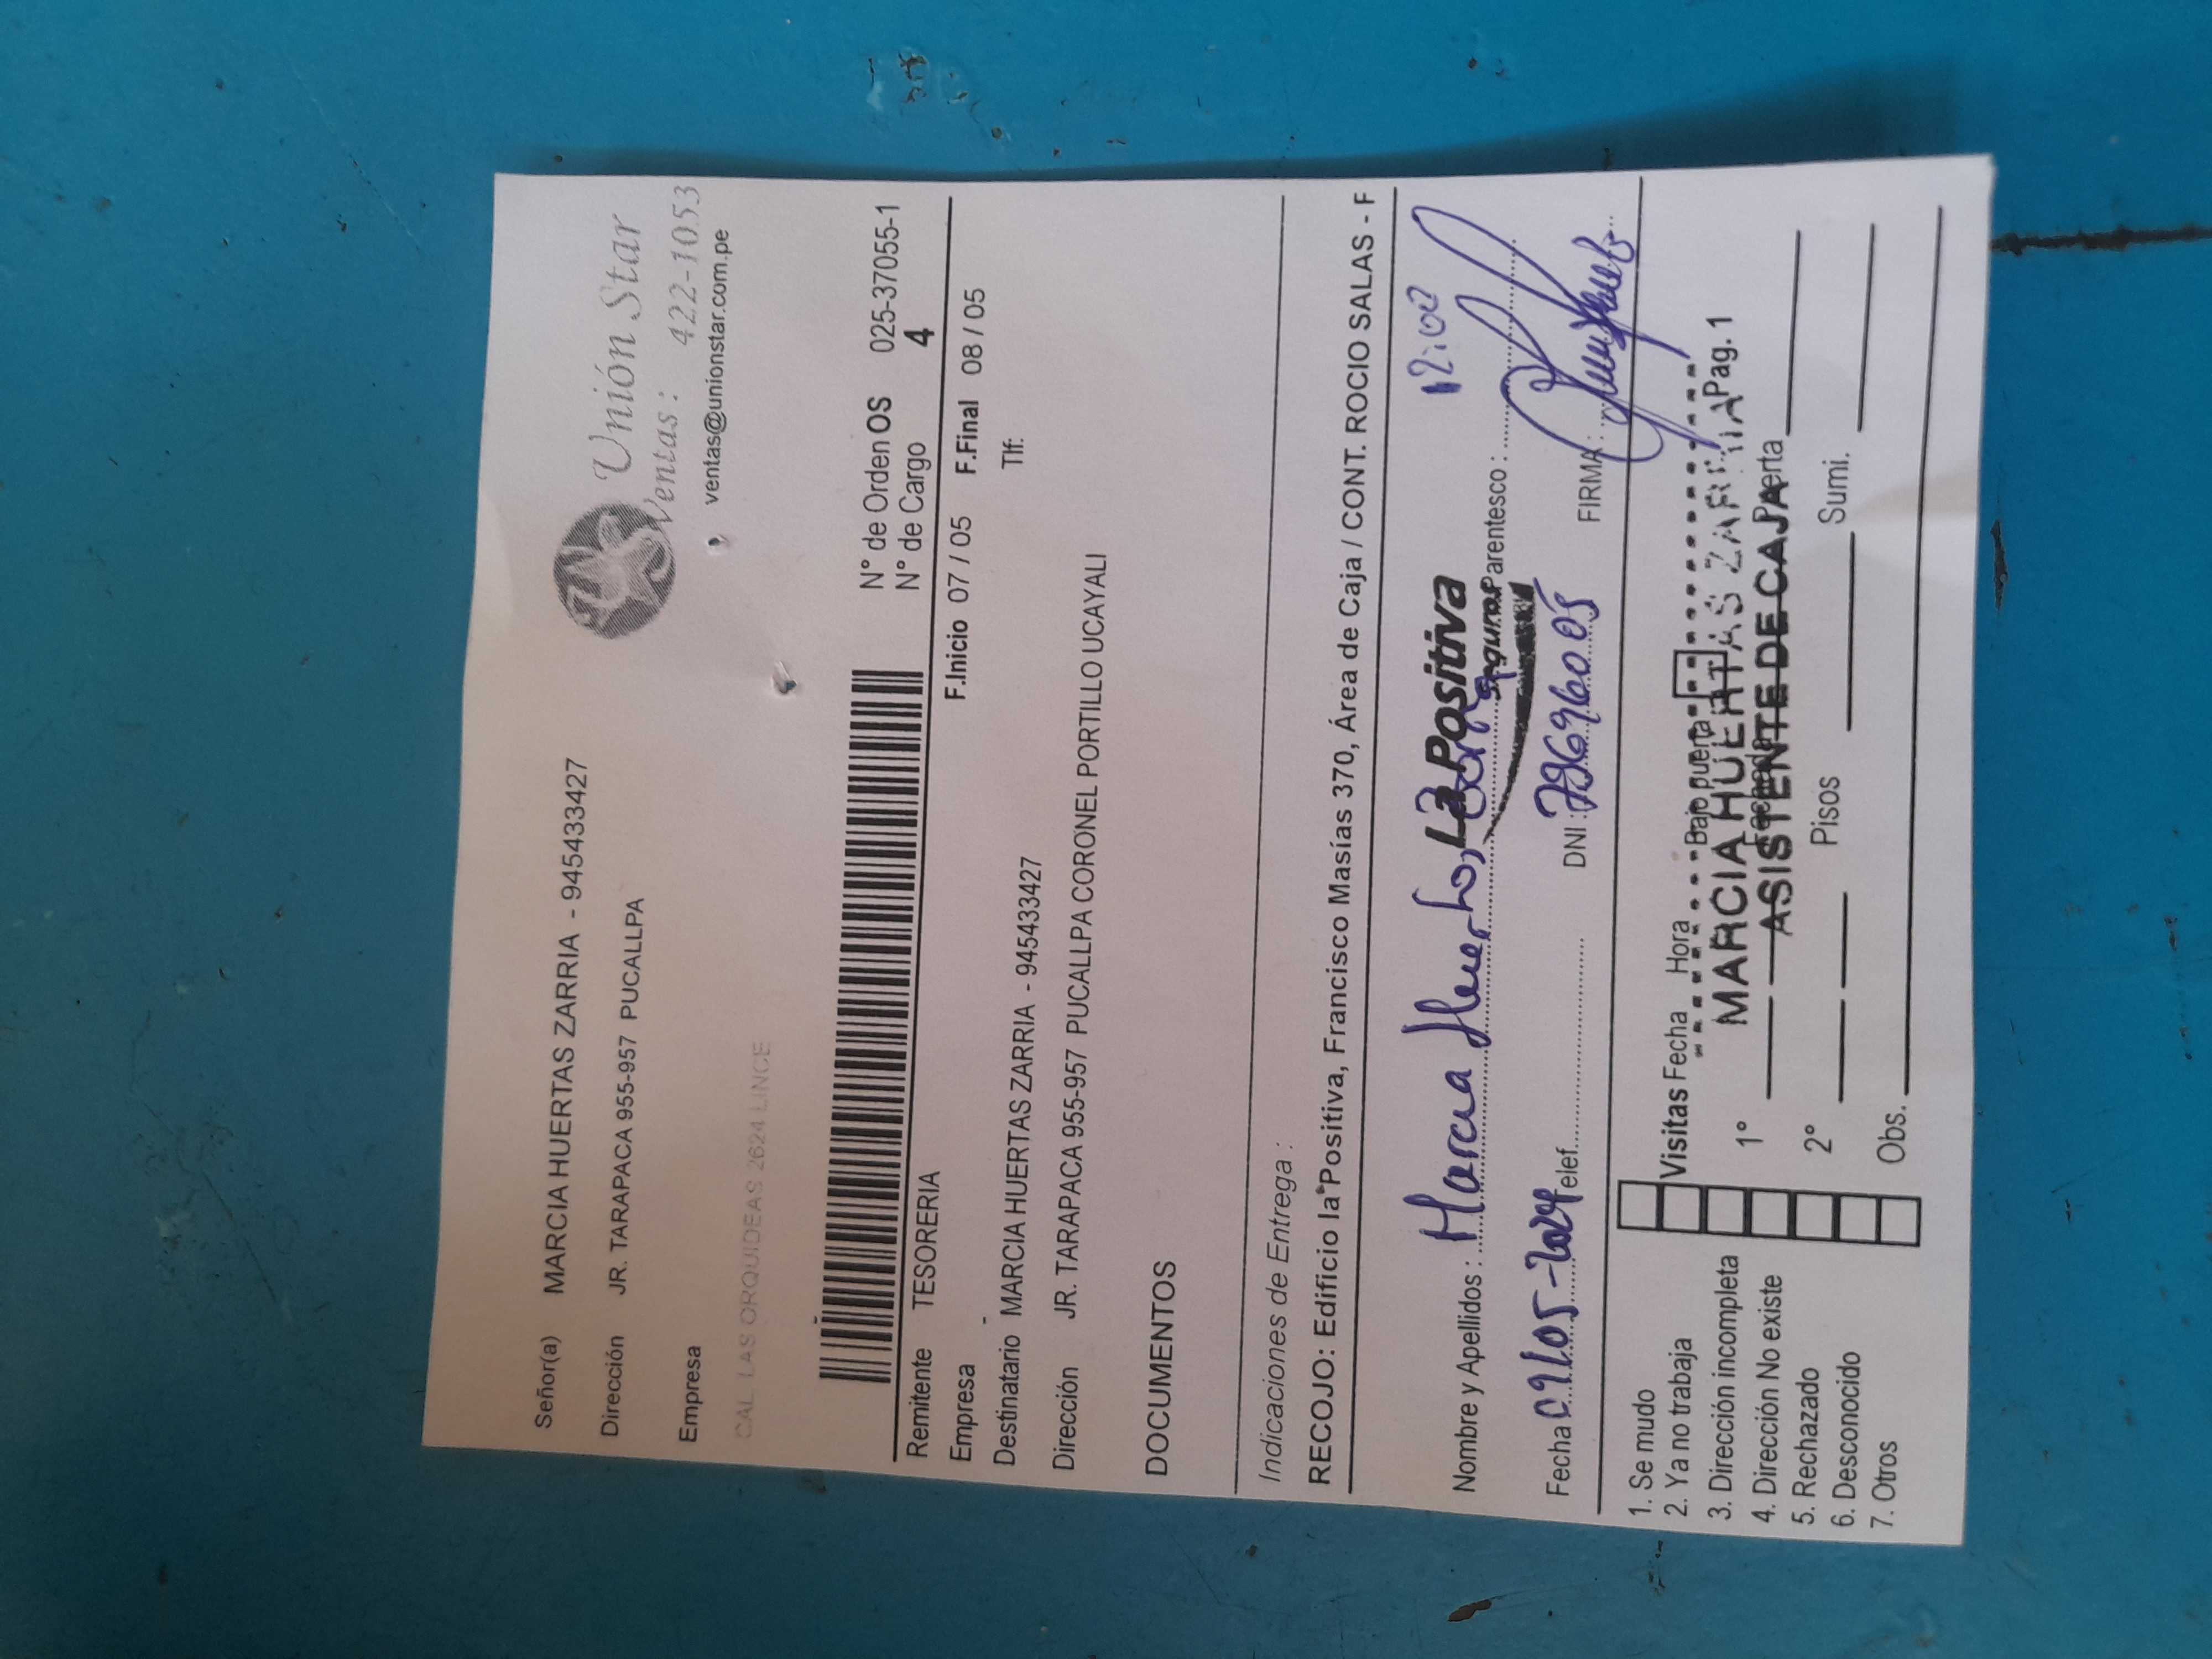 Unión Star
Ventas: 422-1053
ventas@unionstar.com.pe
Señor(a) MARCIA HUERTAS ZARRIA - 945433427
Dirección JR. TARAPACA 955-957 PUCALLPA
Empresa
CAL LAS ORQUIDEAS 2624 LINCE
N° de Orden OS 025-37055-1
N° de Cargo 4
Remitente TESORERIA F.Inicio 07 / 05 F.Final 08 / 05
Empresa -
Destinatario MARCIA HUERTAS ZARRIA - 945433427 Tlf:
Dirección JR. TARAPACA 955-957 PUCALLPA CORONEL PORTILLO UCAYALI
DOCUMENTOS
Indicaciones de Entrega :
RECOJO: Edificio la Positiva, Francisco Masías 370, Área de Caja / CONT. ROCIO SALAS - F
12:00
La Positiva
Seguros
Nombre y Apellidos : Marcia Huertas Parentesco :
Fecha 09/05-2024 Telef. DNI : FIRMA :
1. Se mudo
2. Ya no trabaja
3. Dirección incompleta
4. Dirección No existe
5. Rechazado
6. Desconocido
7. Otros
Visitas Fecha Hora Bajo puerta
MARCIA HUERTAS ZARRIA Pag. 1
ASISTENTE DE CAJA
1°
2° Pisos Sumi.
Obs.